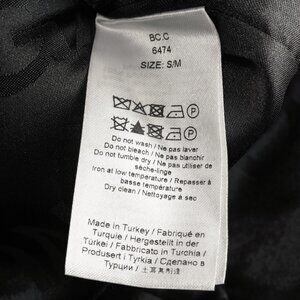 BC.C
6474
SIZE: S/M
Do not wash / Ne pas laver
Do not bleach / Ne pas blanchir
Do not tumble dry / Ne pas utiliser de
sèche-linge
Iron at low temperature / Repasser à
basse température
Dry clean / Nettoyage à sec
Made in Turkey / Fabriqué en
Turquie / Hergestellt in der
Türkei / Fabbricato in Turchia /
Produsert i Tyrkia / Сделано в
Турции / 土耳其制造